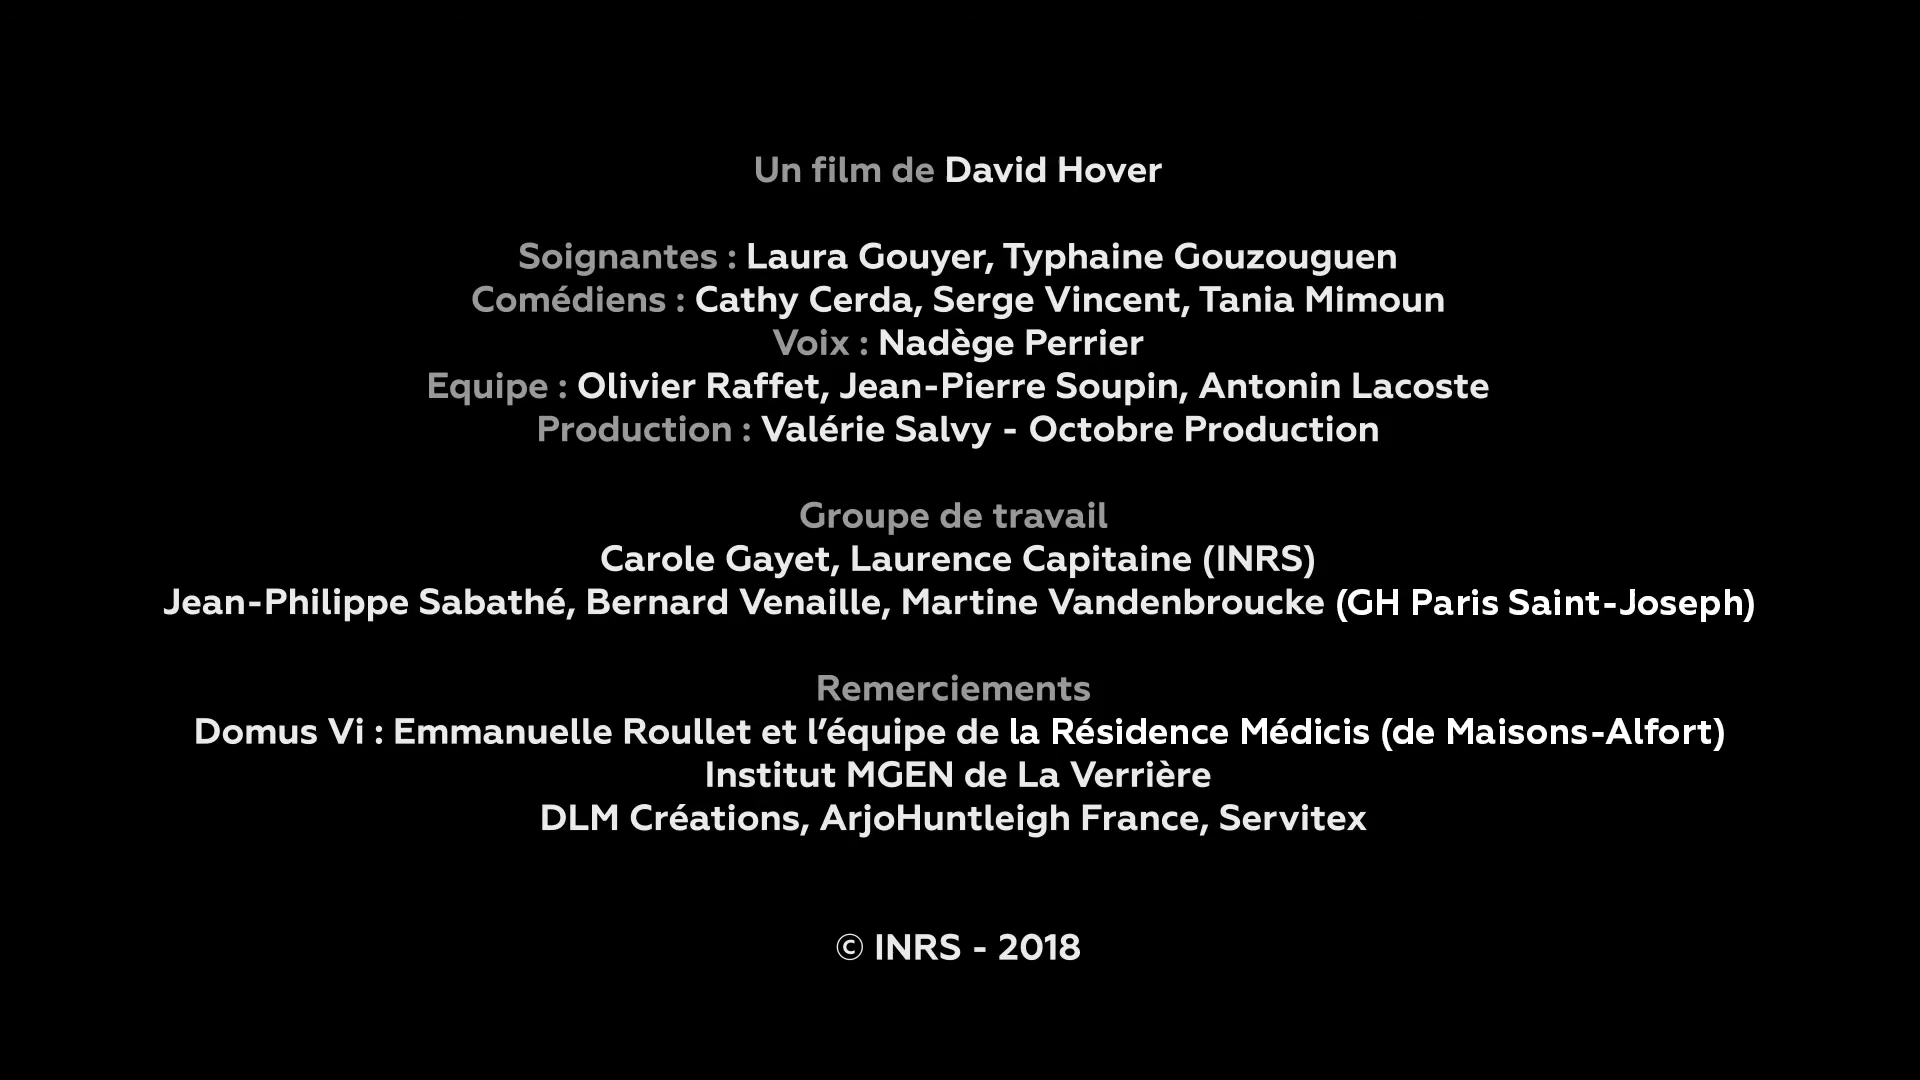 Un film de David Hover
Soignantes : Laura Gouyer, Typhaine Gouzouguen
Comédiens : Cathy Cerda, Serge Vincent, Tania Mimoun
Voix : Nadège Perrier
Equipe : Olivier Raffet, Jean-Pierre Soupin, Antonin Lacoste
Production : Valérie Salvy - Octobre Production
Groupe de travail
Carole Gayet, Laurence Capitaine (INRS)
Jean-Philippe Sabathé, Bernard Venaille, Martine Vandenbroucke (GH Paris Saint-Joseph)
Remerciements
Domus Vi : Emmanuelle Roullet et l’équipe de la Résidence Médicis (de Maisons-Alfort)
Institut MGEN de La Verrière
DLM Créations, ArjoHuntleigh France, Servitex
© INRS - 2018